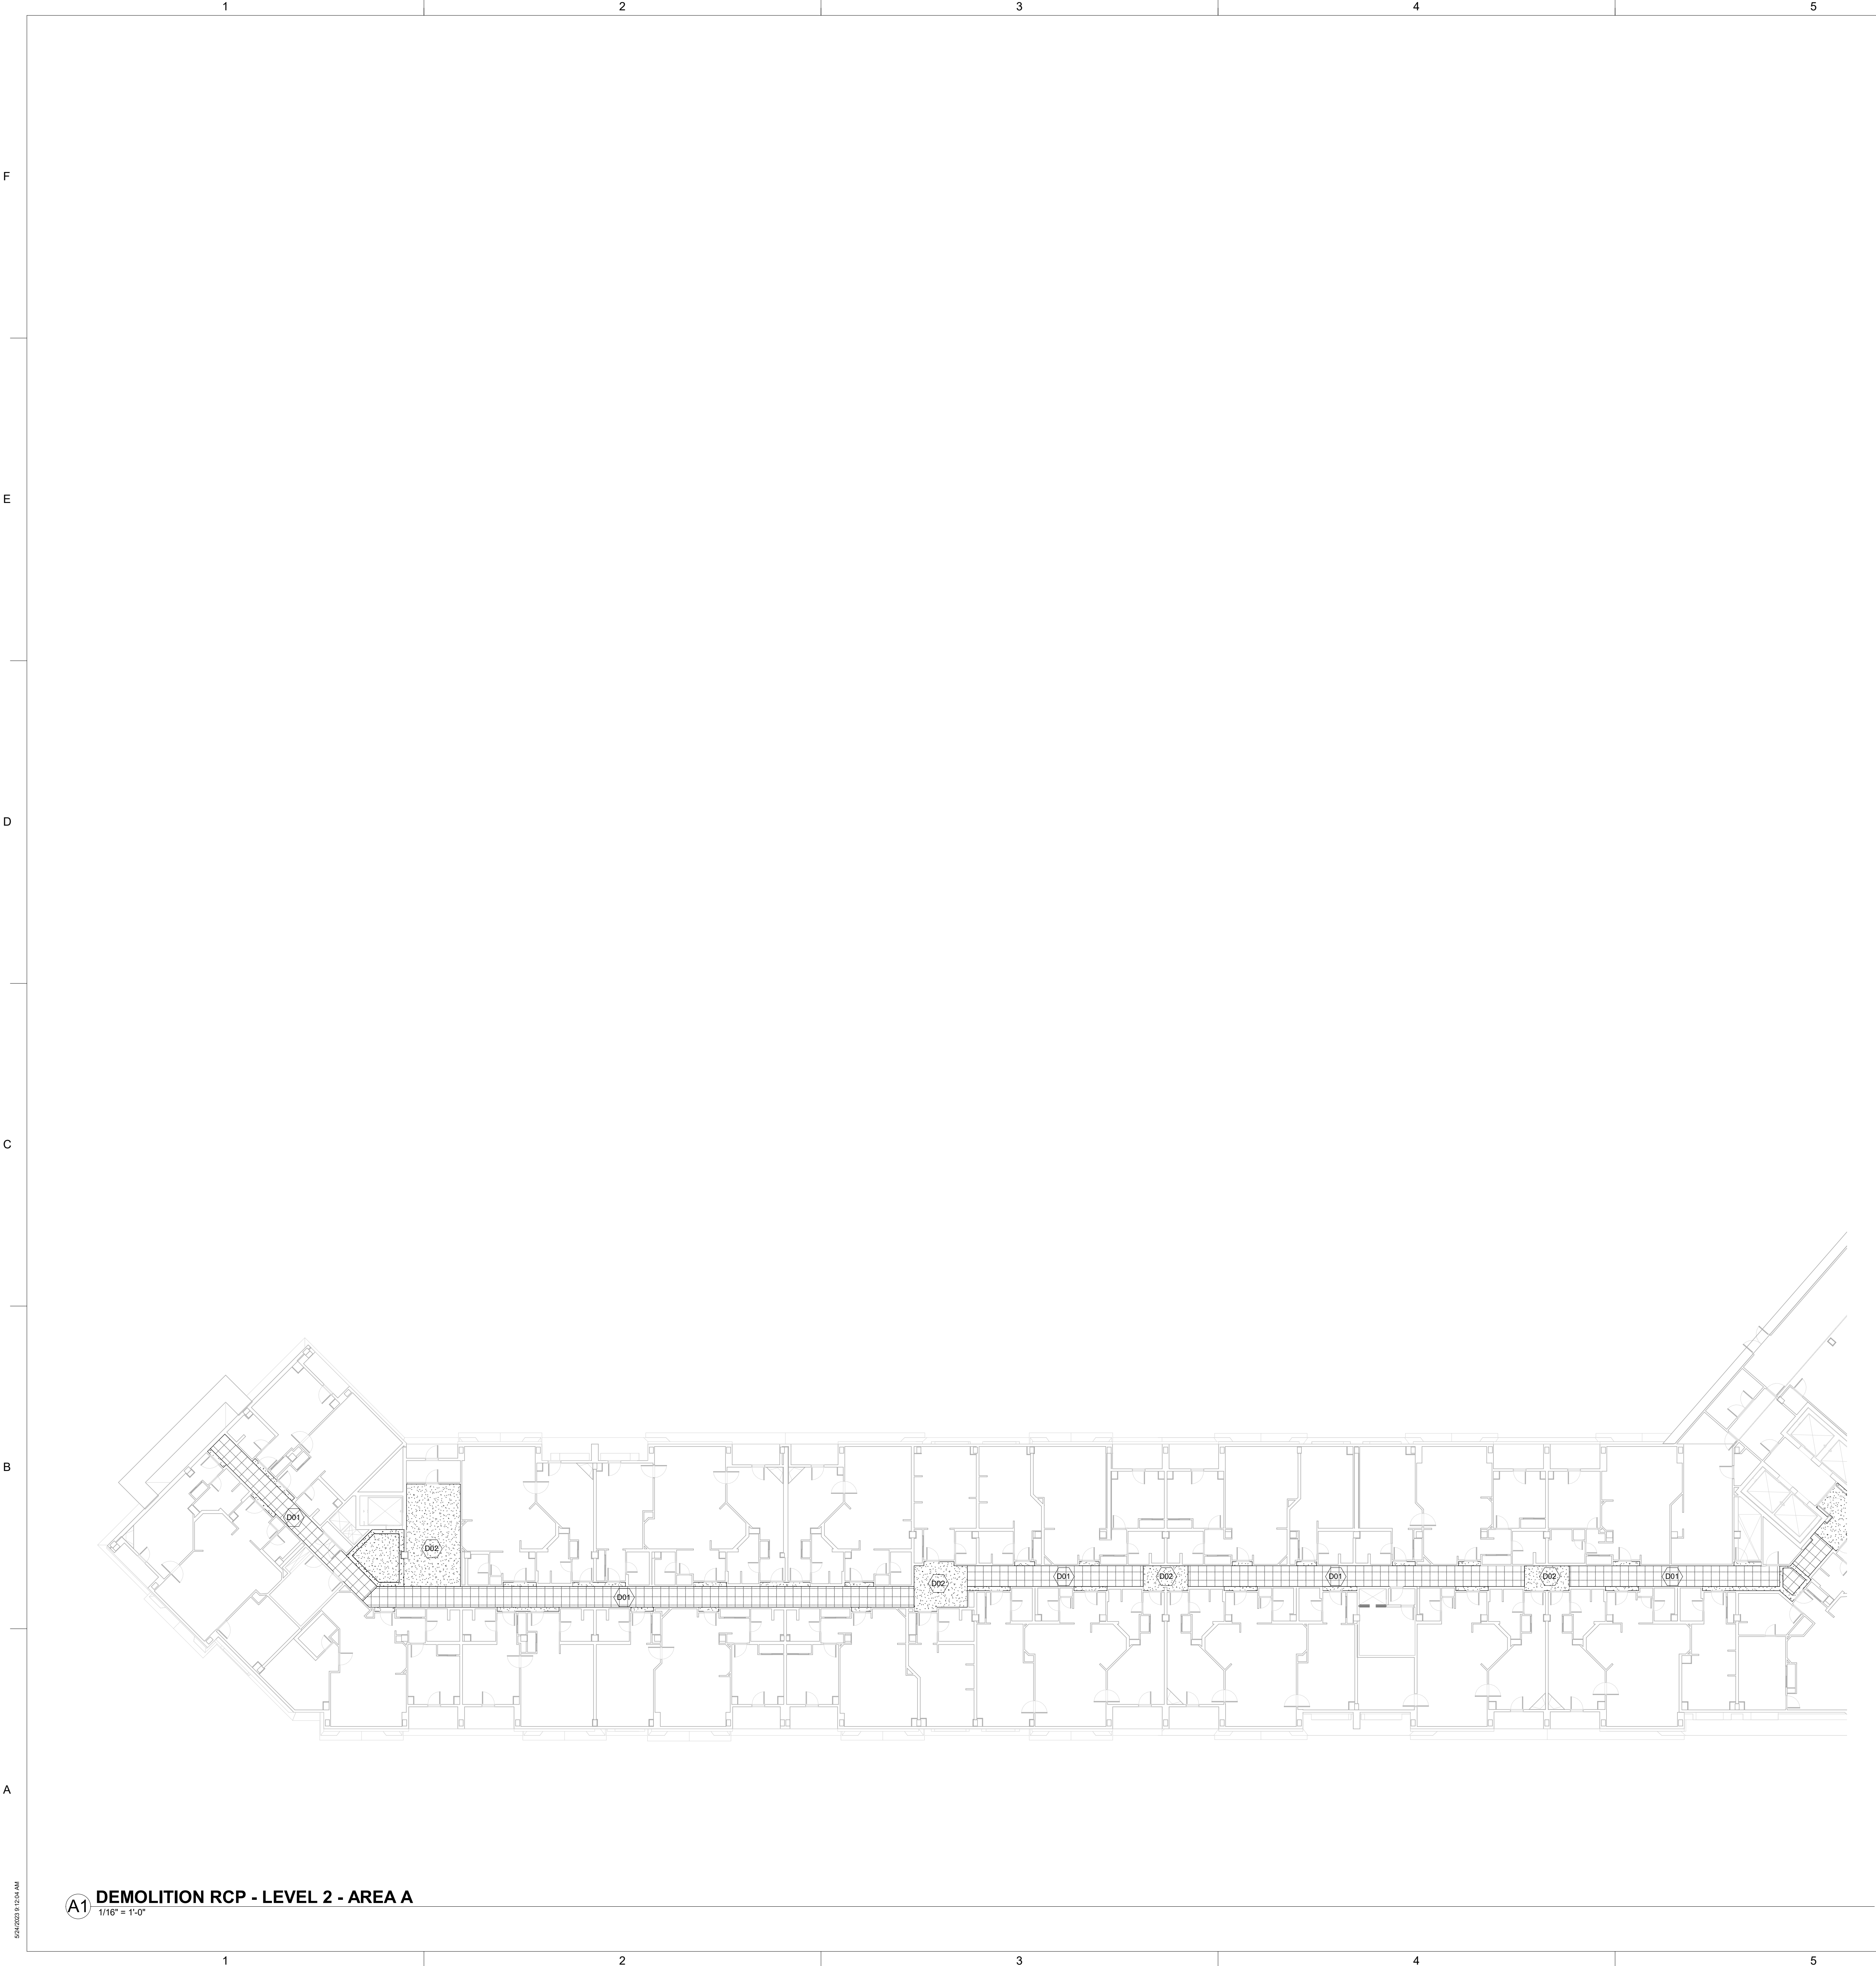 1 2 3 4 5
F
E
D
C
B
A
D01
D02
D01
D02
D01
D02
D01
D02
D01
A1 DEMOLITION RCP - LEVEL 2 - AREA A
1/16" = 1'-0"
5/24/2023 9:12:04 AM
1 2 3 4 5